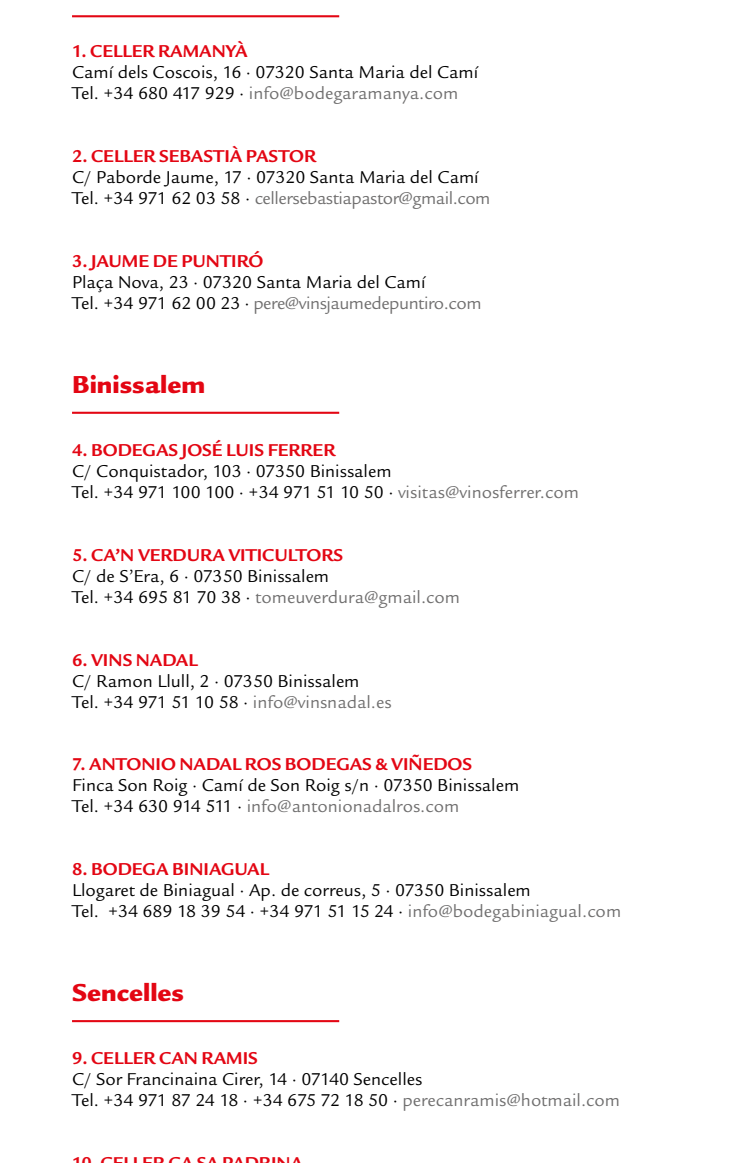 1. CELLER RAMANYÀ
Camí dels Coscois, 16 · 07320 Santa Maria del Camí
Tel. +34 680 417 929 · info@bodegaramanya.com
2. CELLER SEBASTIÀ PASTOR
C/ Paborde Jaume, 17 · 07320 Santa Maria del Camí
Tel. +34 971 62 03 58 · cellersebastiapastor@gmail.com
3. JAUME DE PUNTIRÓ
Plaça Nova, 23 · 07320 Santa Maria del Camí
Tel. +34 971 62 00 23 · pere@vinsjaumedepuntiro.com
Binissalem
4. BODEGAS JOSÉ LUIS FERRER
C/ Conquistador, 103 · 07350 Binissalem
Tel. +34 971 100 100 · +34 971 51 10 50 · visitas@vinosferrer.com
5. CA’N VERDURA VITICULTORS
C/ de S’Era, 6 · 07350 Binissalem
Tel. +34 695 81 70 38 · tomeuverdura@gmail.com
6. VINS NADAL
C/ Ramon Llull, 2 · 07350 Binissalem
Tel. +34 971 51 10 58 · info@vinsnadal.es
7. ANTONIO NADAL ROS BODEGAS & VIÑEDOS
Finca Son Roig · Camí de Son Roig s/n · 07350 Binissalem
Tel. +34 630 914 511 · info@antonionadalros.com
8. BODEGA BINIAGUAL
Llogaret de Biniagual · Ap. de correus, 5 · 07350 Binissalem
Tel. +34 689 18 39 54 · +34 971 51 15 24 · info@bodegabiniagual.com
Sencelles
9. CELLER CAN RAMIS
C/ Sor Francinaina Cirer, 14 · 07140 Sencelles
Tel. +34 971 87 24 18 · +34 675 72 18 50 · perecanramis@hotmail.com
10. CELLER CA SA PADRINA